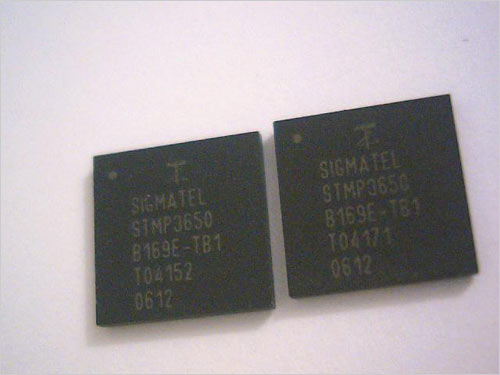 SIGMATEL
STMP3650
B169E-TB1
T04152
0612
SIGMATEL
STMP3650
B169E-TB1
T04171
0612